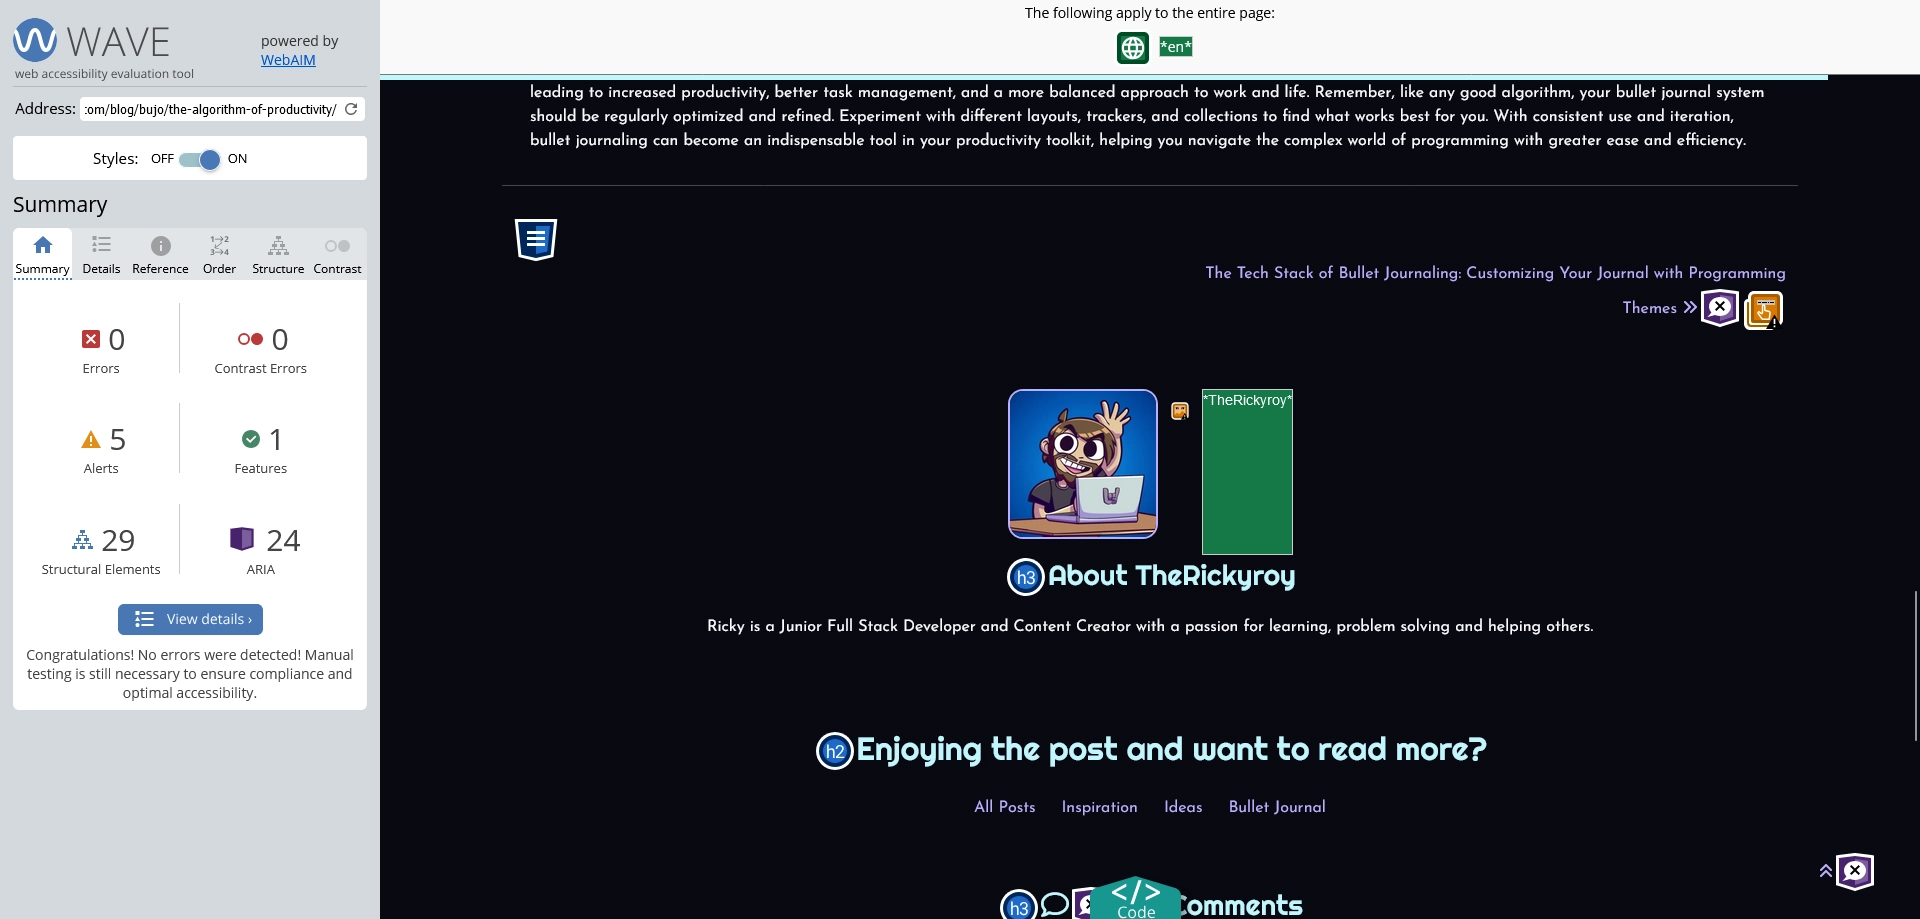 WAVE
powered by
WebAIM
web accessibility evaluation tool
Address: :om/blog/bujo/the-algorithm-of-productivity/
Styles: OFF ON
Summary
Summary Details Reference Order Structure Contrast
0 0
Errors Contrast Errors
5 1
Alerts Features
29 24
Structural Elements ARIA
View details ›
Congratulations! No errors were detected! Manual
testing is still necessary to ensure compliance and
optimal accessibility.
The following apply to the entire page:
*en*
leading to increased productivity, better task management, and a more balanced approach to work and life. Remember, like any good algorithm, your bullet journal system
should be regularly optimized and refined. Experiment with different layouts, trackers, and collections to find what works best for you. With consistent use and iteration,
bullet journaling can become an indispensable tool in your productivity toolkit, helping you navigate the complex world of programming with greater ease and efficiency.
The Tech Stack of Bullet Journaling: Customizing Your Journal with Programming
Themes »
*TheRickyroy*
h3 About TheRickyroy
Ricky is a Junior Full Stack Developer and Content Creator with a passion for learning, problem solving and helping others.
h2 Enjoying the post and want to read more?
All Posts Inspiration Ideas Bullet Journal
h3 </> Comments
Code